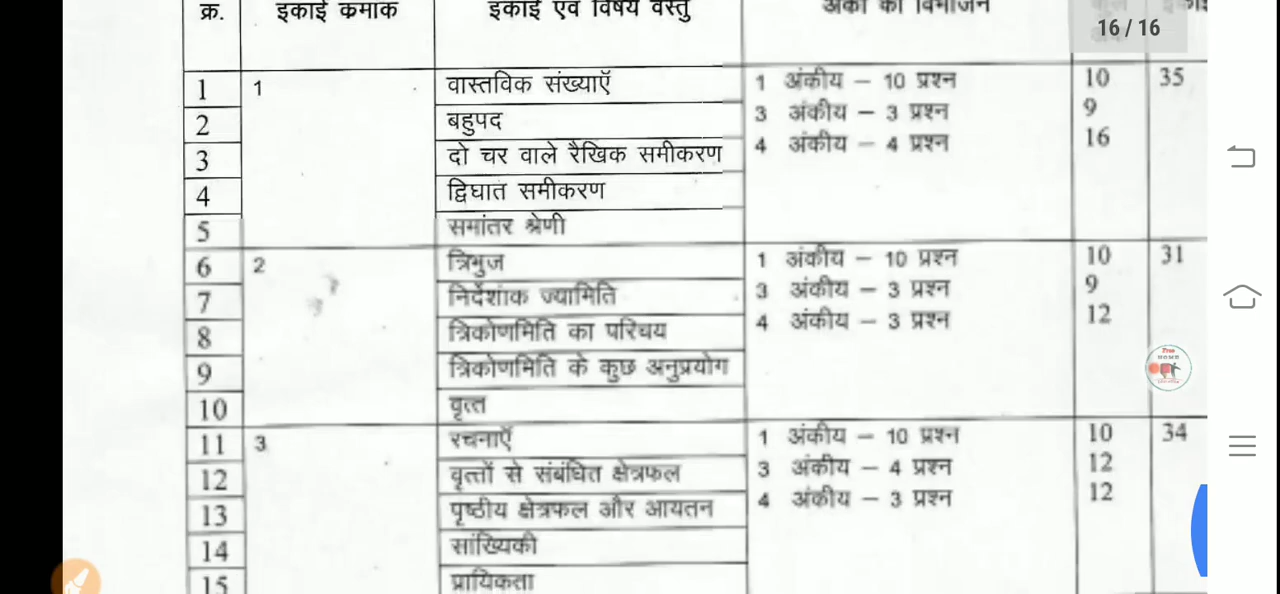 क्र. इकाई कमांक इकाई एवं विषय वस्तु अंकों का विभाजन
16 / 16
1 1 वास्तविक संख्याएँ 1 अंकीय – 10 प्रश्न 10 35
2 बहुपद 3 अंकीय – 3 प्रश्न 9
3 दो चर वाले रैखिक समीकरण 4 अंकीय – 4 प्रश्न 16
4 द्विघात समीकरण
5 समांतर श्रेणी
6 2 त्रिभुज 1 अंकीय – 10 प्रश्न 10 31
7 निर्देशांक ज्यामिति 3 अंकीय – 3 प्रश्न 9
8 त्रिकोणमिति का परिचय 4 अंकीय – 3 प्रश्न 12
9 त्रिकोणमिति के कुछ अनुप्रयोग
10 वृत्त
11 3 रचनाएँ 1 अंकीय – 10 प्रश्न 10 34
12 वृत्तों से संबंधित क्षेत्रफल 3 अंकीय – 4 प्रश्न 12
13 पृष्ठीय क्षेत्रफल और आयतन 4 अंकीय – 3 प्रश्न 12
14 सांख्यिकी
15 प्रायिकता